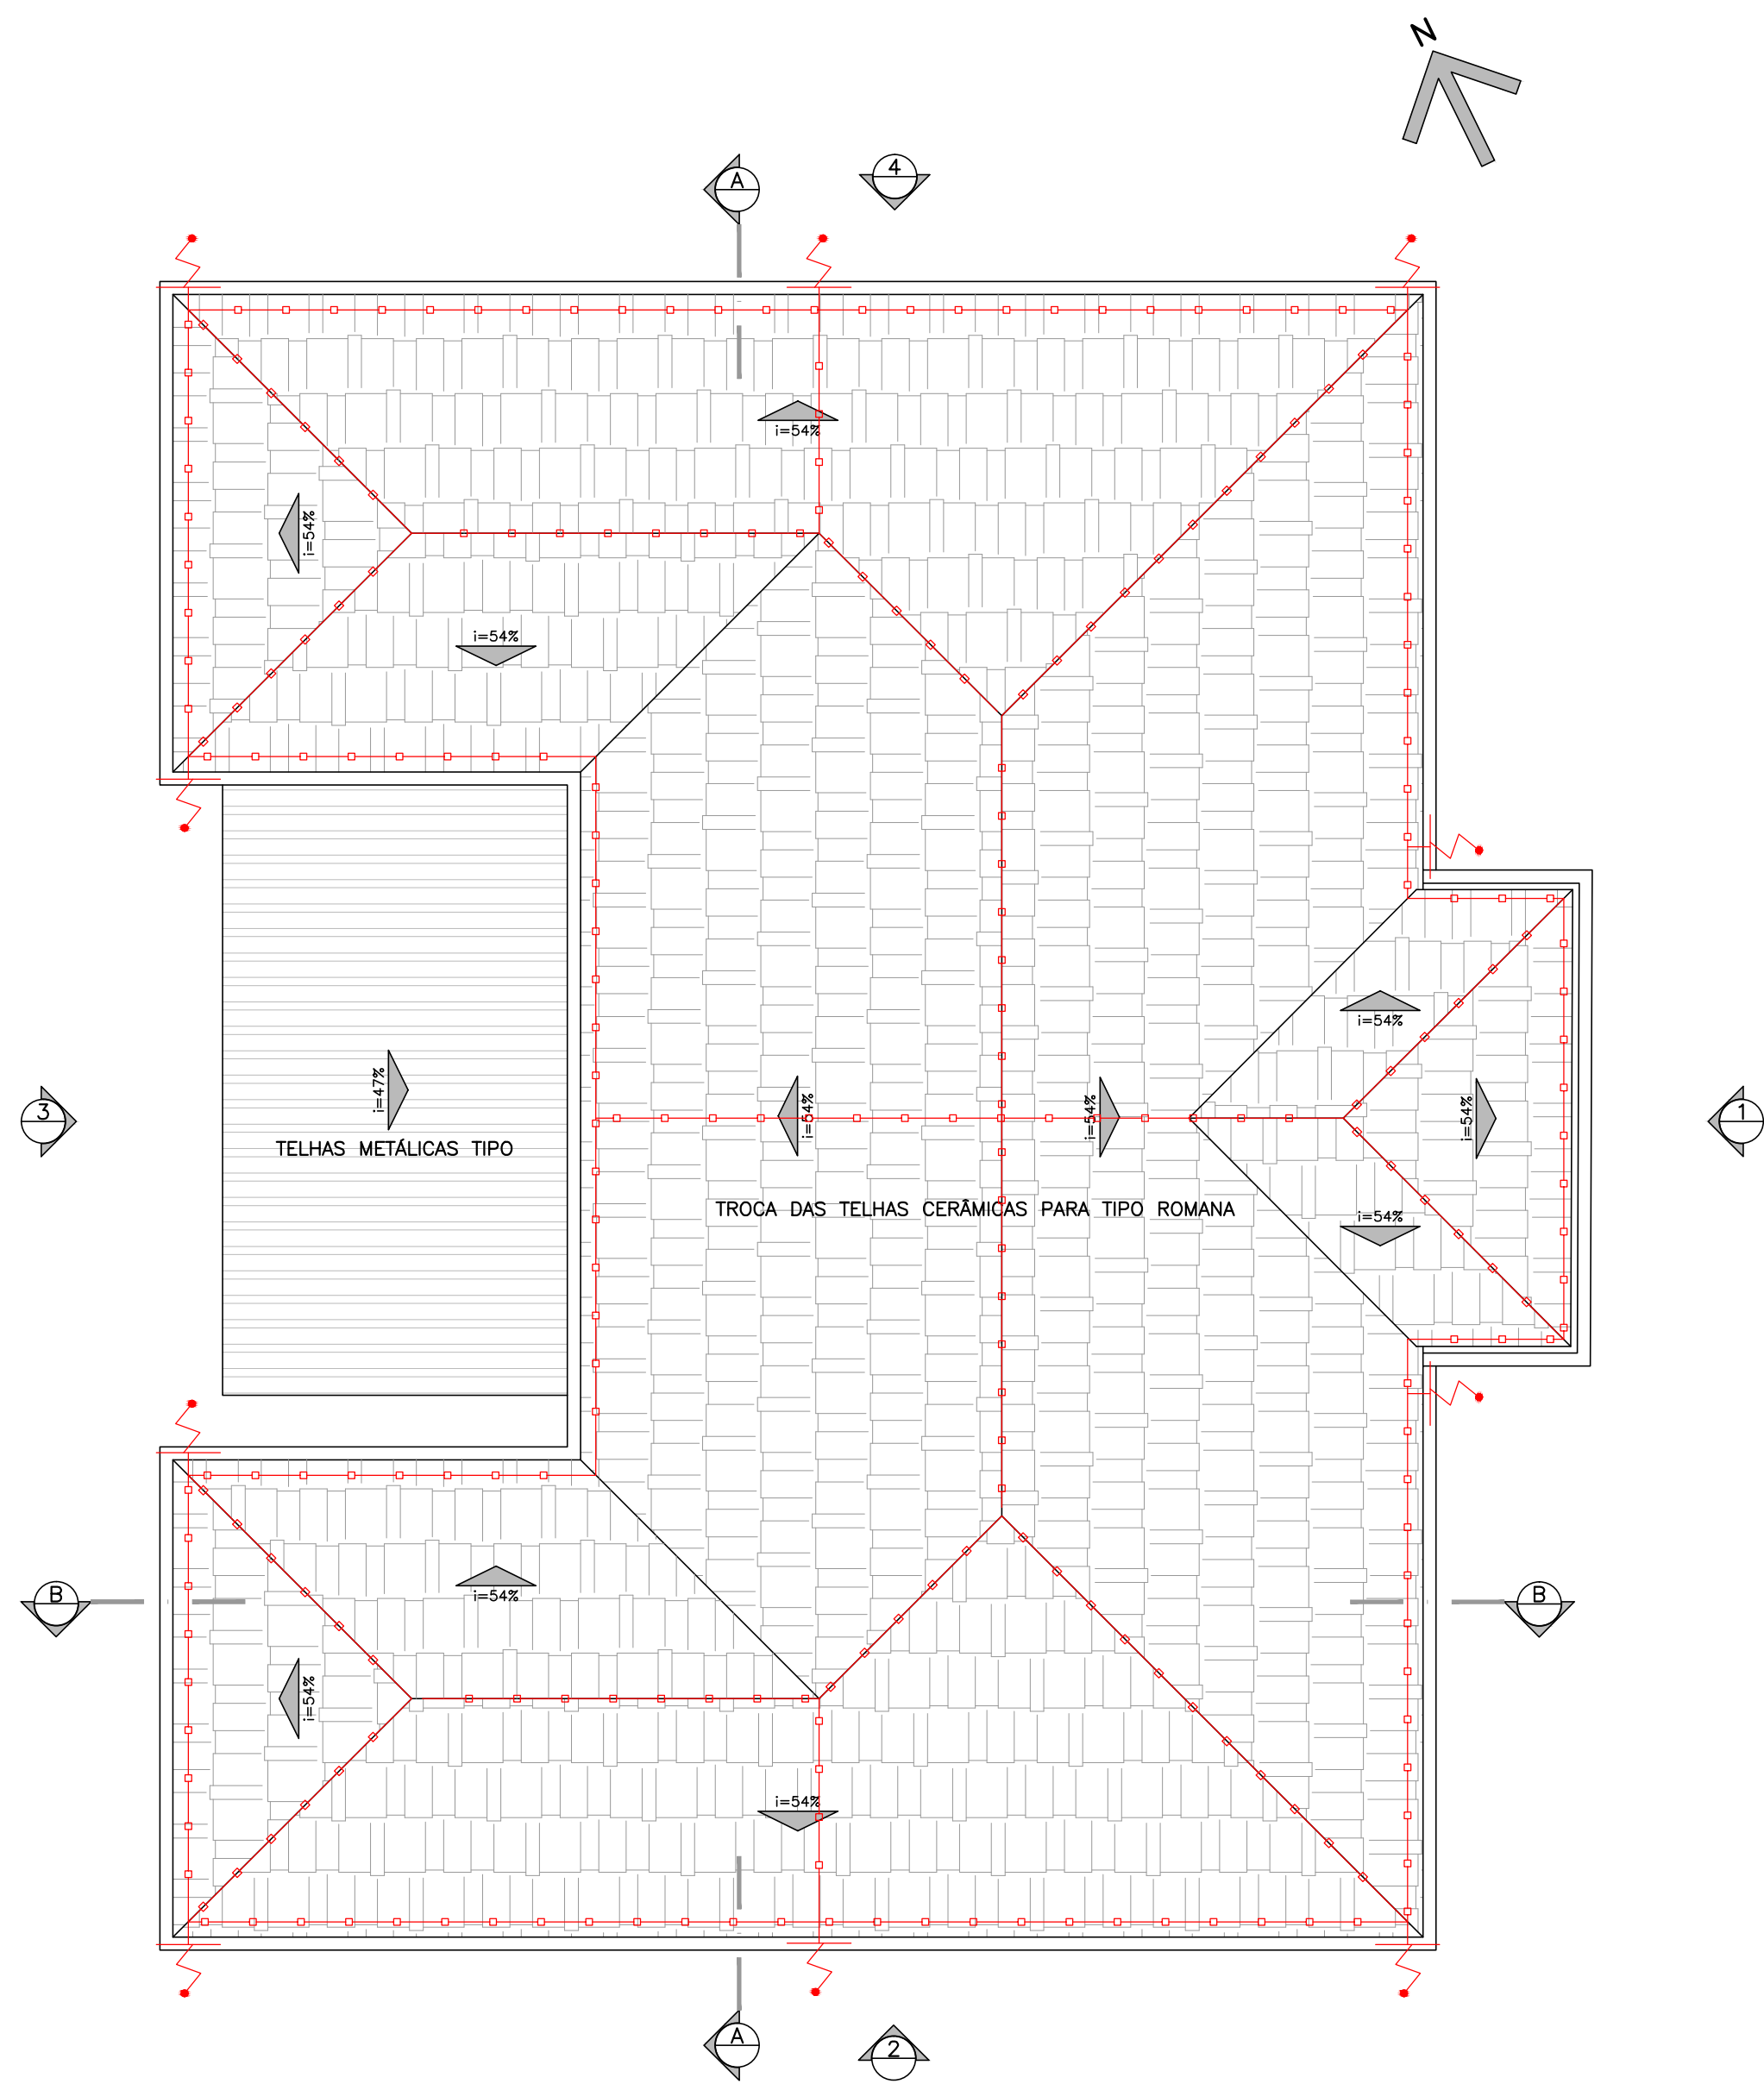 N
4
A
i=54%
i=54%
i=54%
i=54%
3
i=47%
TELHAS METÁLICAS TIPO
i=54%
i=54%
i=54%
1
TROCA DAS TELHAS CERÂMICAS PARA TIPO ROMANA
i=54%
B
i=54%
B
i=54%
i=54%
A
2